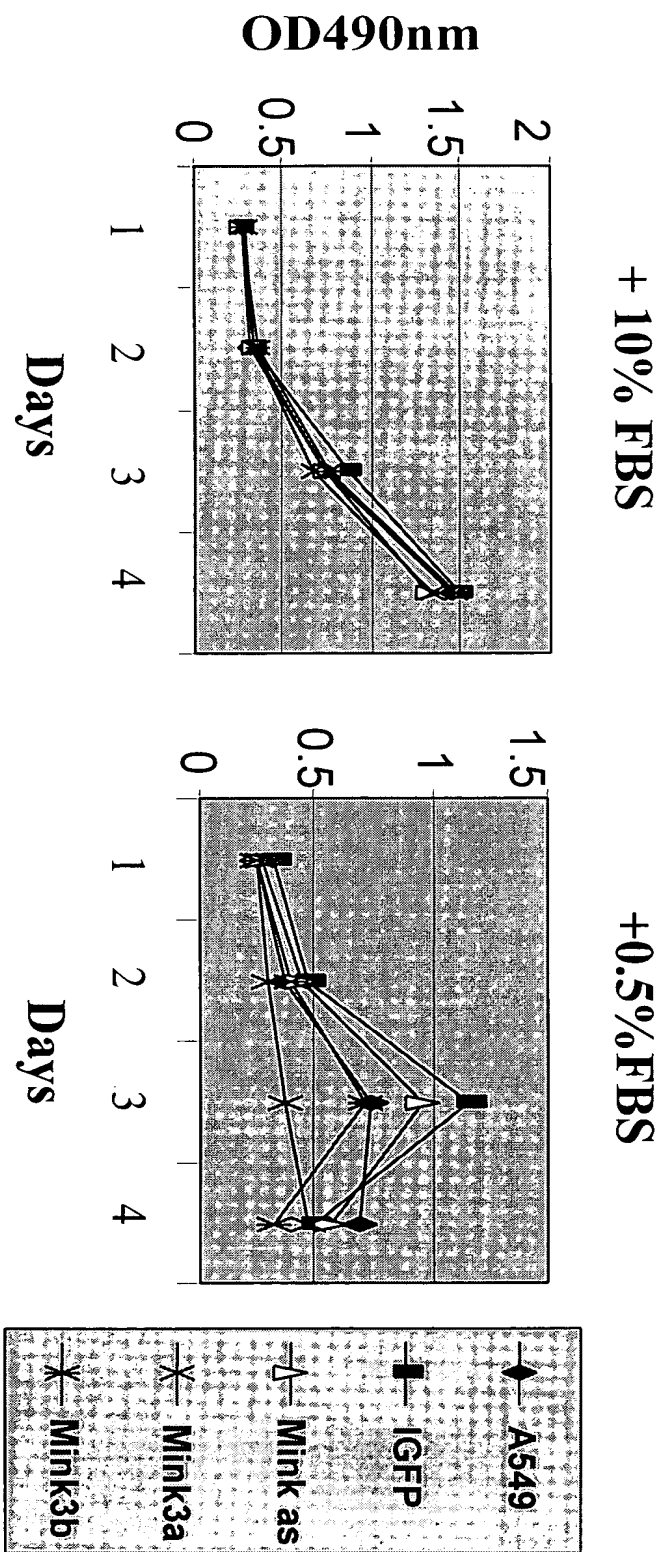 + 10% FBS
OD490nm
2
1.5
1
0.5
0
1 2 3 4
Days
+0.5%FBS
1.5
1
0.5
0
1 2 3 4
Days
A549
IGFP
Mink as
Mink3a
Mink3b